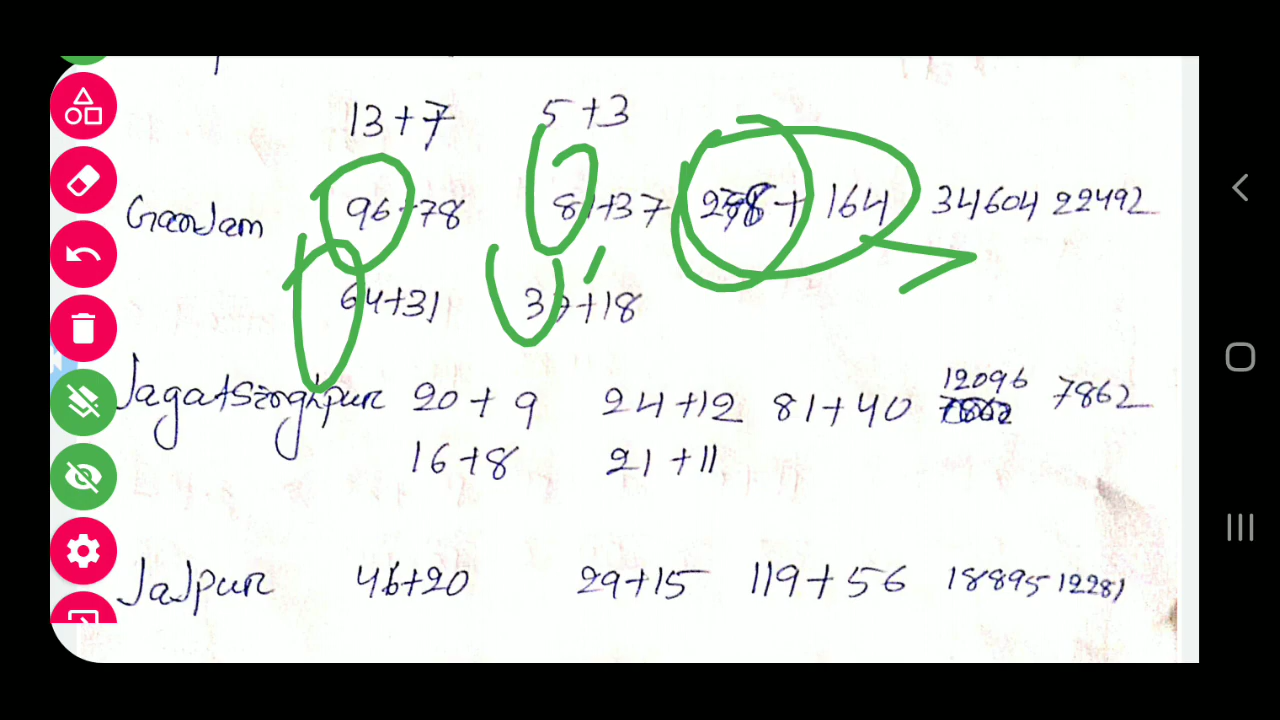 13+7 5+3
GanJam 96+78 81+37 278+164 34604 22492
64+31 37+18
JagatSinghpur 20+9 24+12 81+40 12096 7862
16+8 21+11
JaJpur 46+20 29+15 119+56 18895 12281